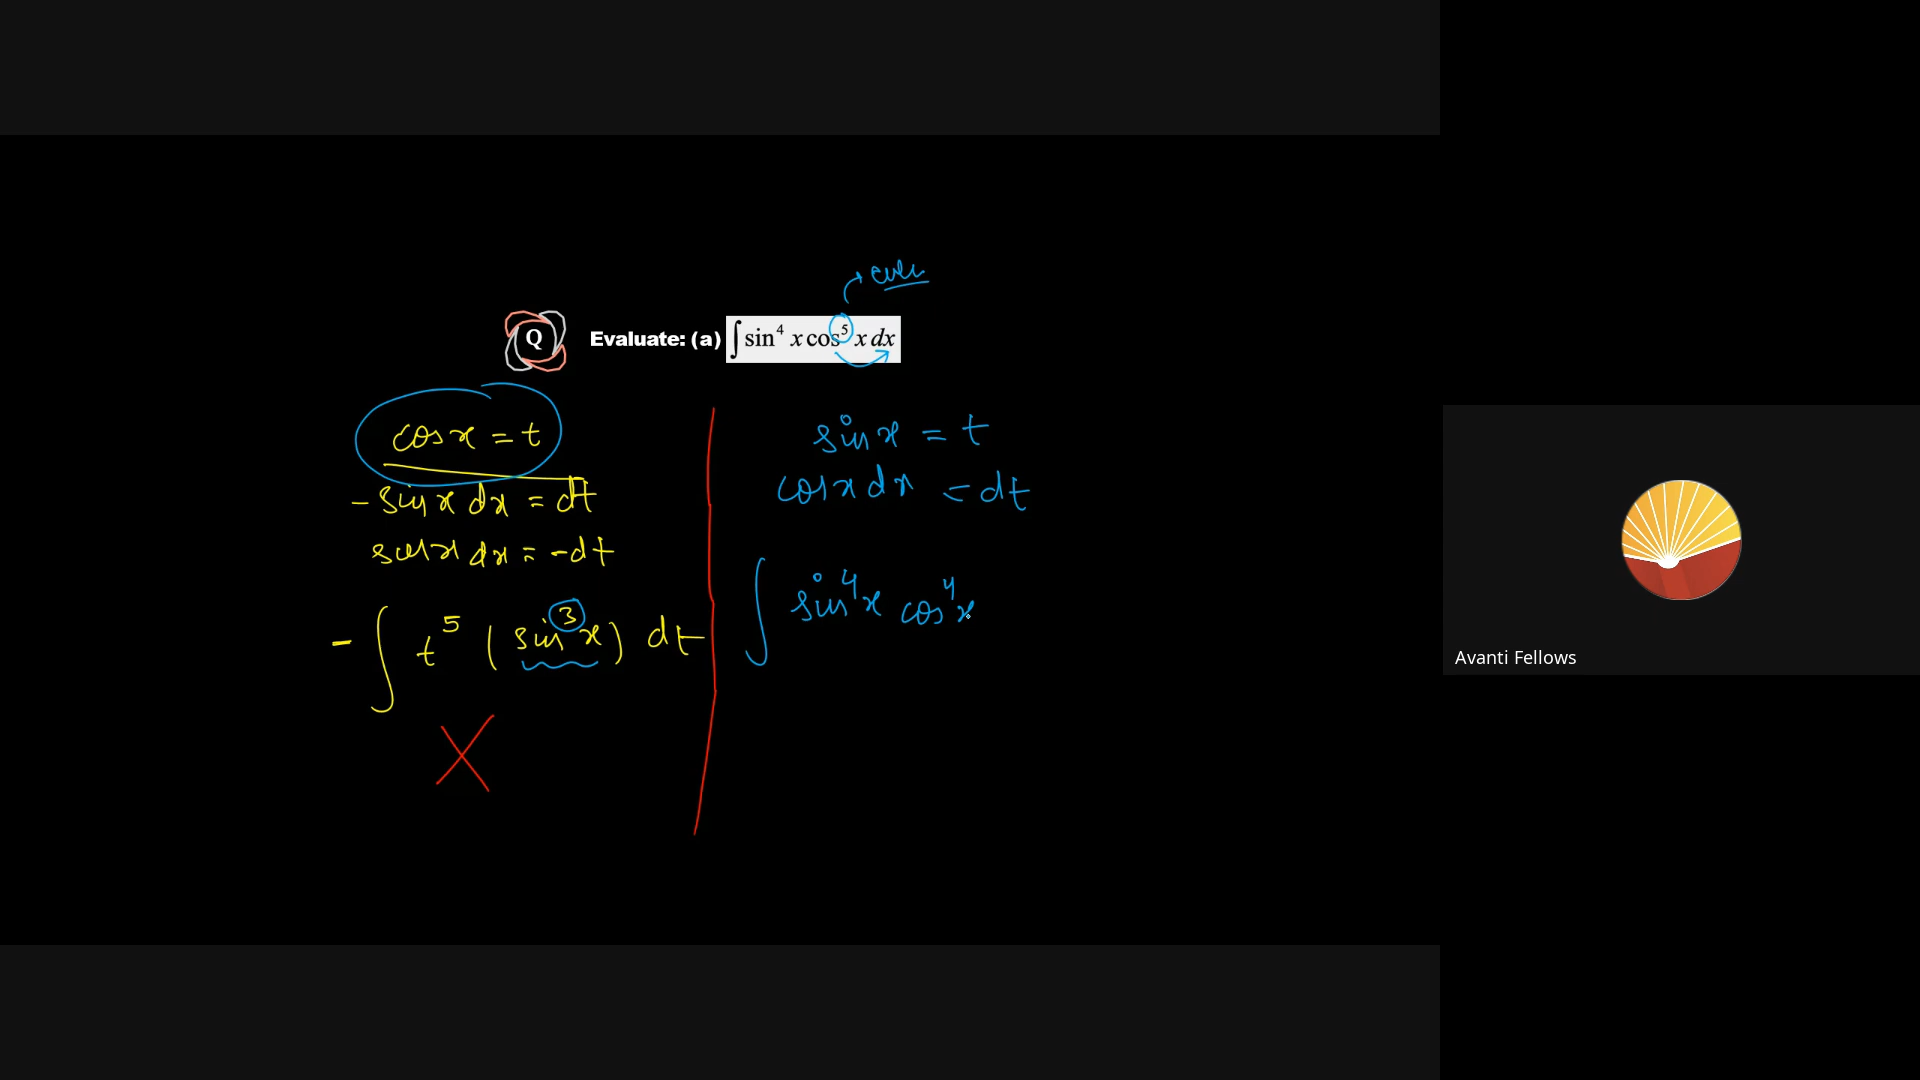 even
Q Evaluate: (a) ∫ sin⁴ x cos⁵ x dx
cos x = t
- sin x dx = dt
sin x dx = -dt
- ∫ t⁵ (sin³ x) dt
sin x = t
cos x dx = dt
∫ sin⁴ x cos⁴ x
Avanti Fellows